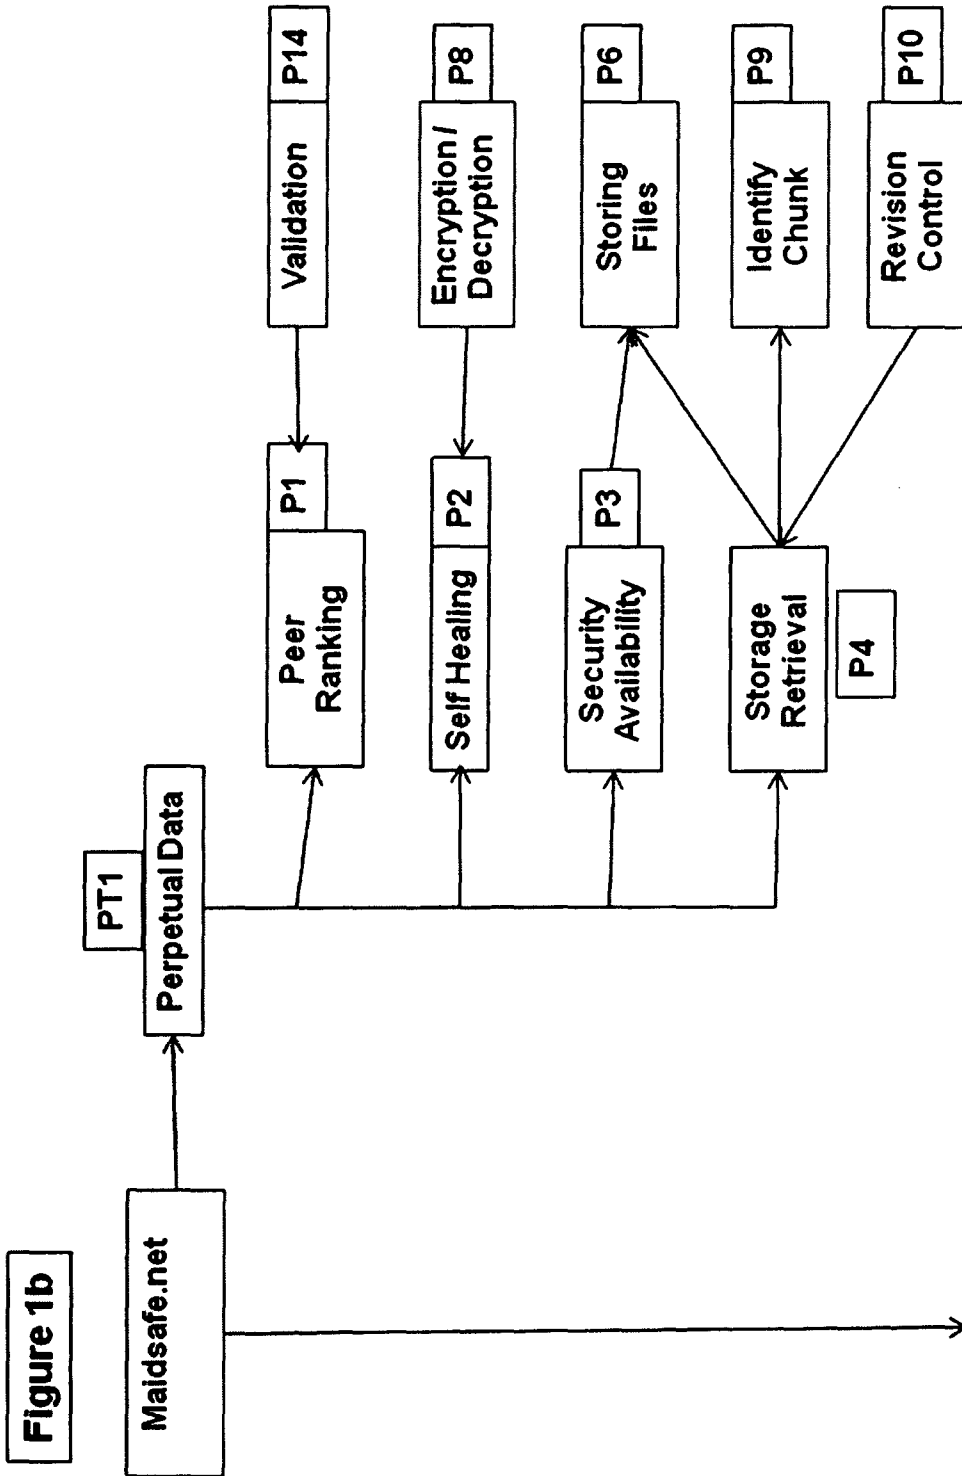 Figure 1b
Maidsafe.net
PT1
Perpetual Data
Peer
Ranking
P1
Validation
P14
Self Healing
P2
Encryption /
Decryption
P8
Security
Availability
P3
Storing
Files
P6
Storage
Retrieval
P4
Identify
Chunk
P9
Revision
Control
P10